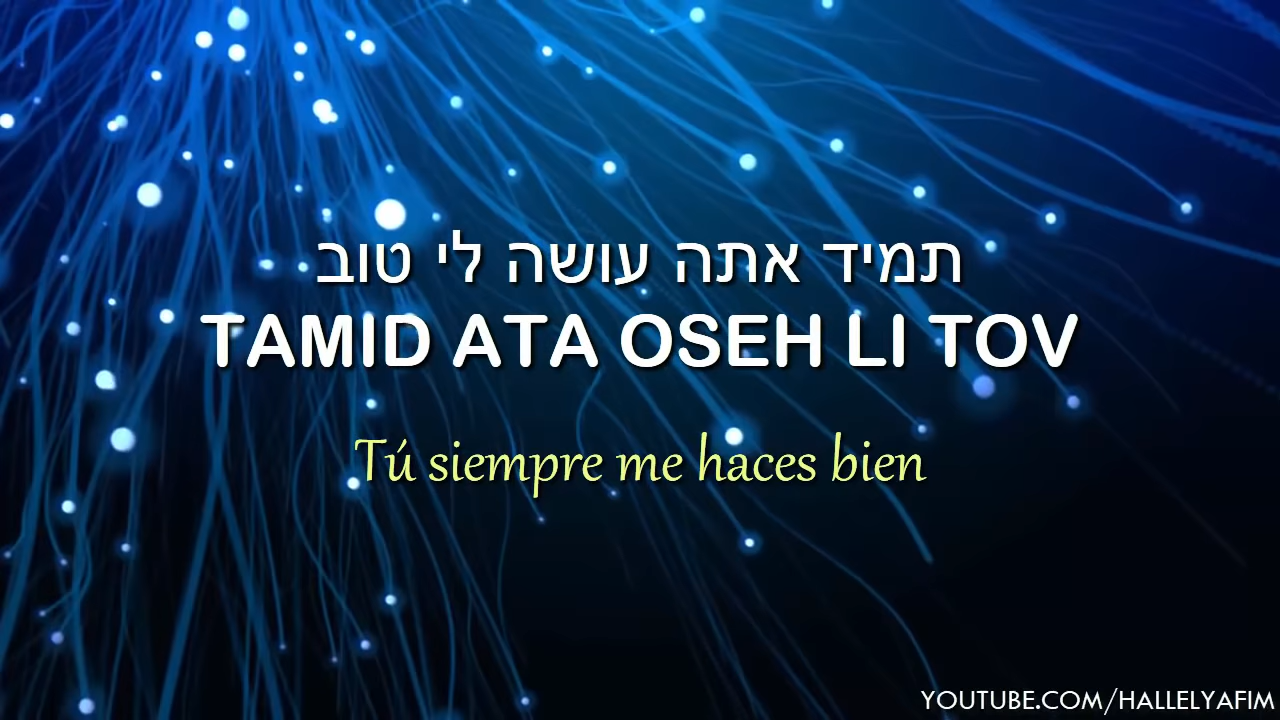 תמיד אתה עושה לי טוב
TAMID ATA OSEH LI TOV
Tú siempre me haces bien
YOUTUBE.COM/HALLELYAFIM